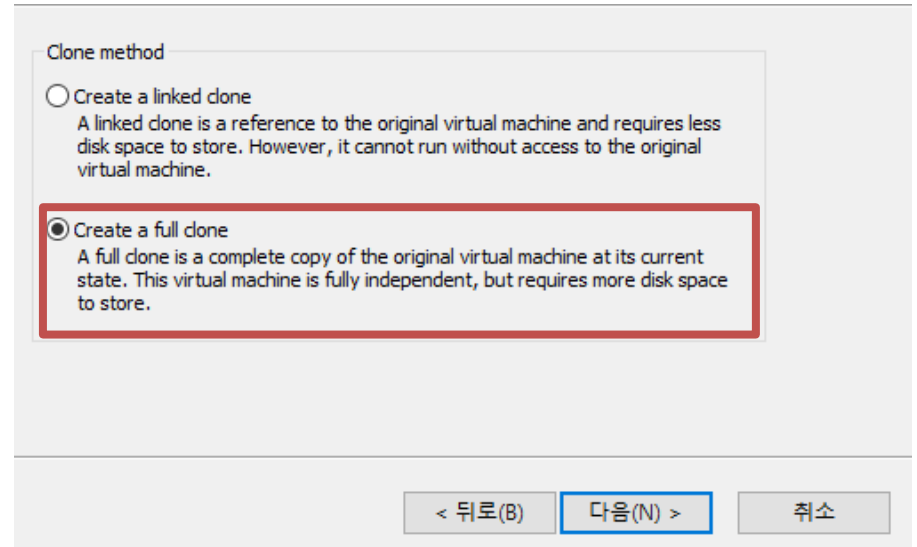 Clone method
Create a linked clone
A linked clone is a reference to the original virtual machine and requires less
disk space to store. However, it cannot run without access to the original
virtual machine.
Create a full clone
A full clone is a complete copy of the original virtual machine at its current
state. This virtual machine is fully independent, but requires more disk space
to store.
< 뒤로(B) 다음(N) > 취소